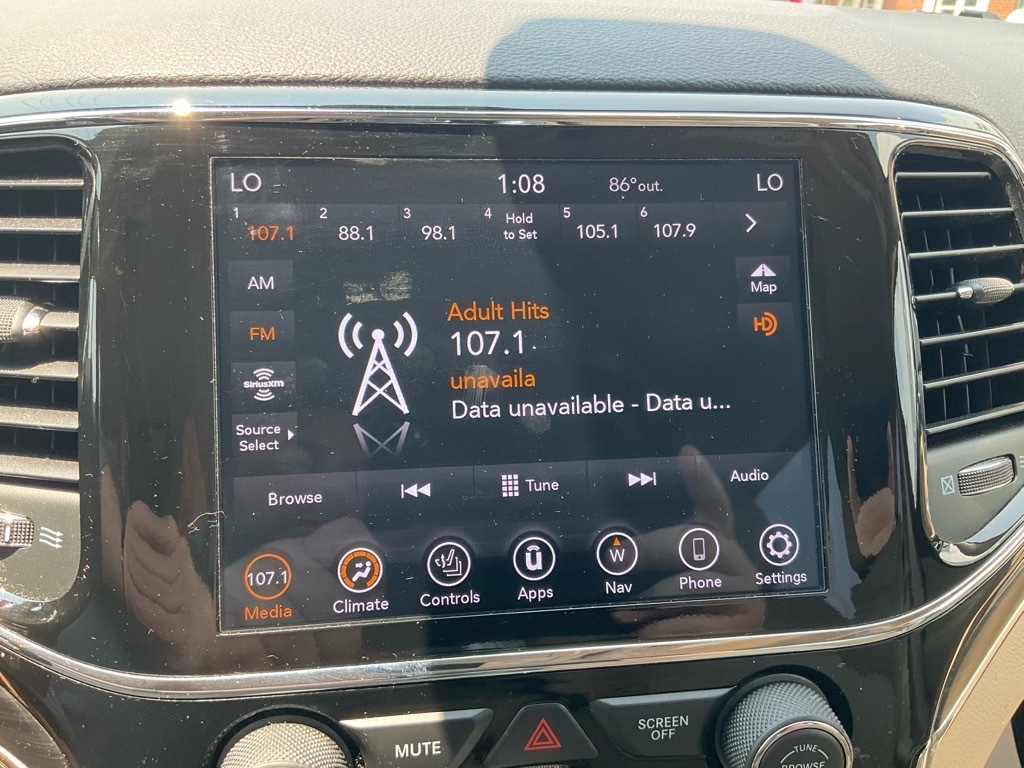 LO 1:08 86° out. LO
1 107.1 2 88.1 3 98.1 4 Hold to Set 5 105.1 6 107.9
AM
FM
SiriusXM
Source
Select
Adult Hits
107.1
unavaila
Data unavailable - Data u...
Map
HD
Browse Tune Audio
107.1 W
Media Climate Controls Apps Nav Phone Settings
MUTE
SCREEN
OFF
TUNE
BROWSE